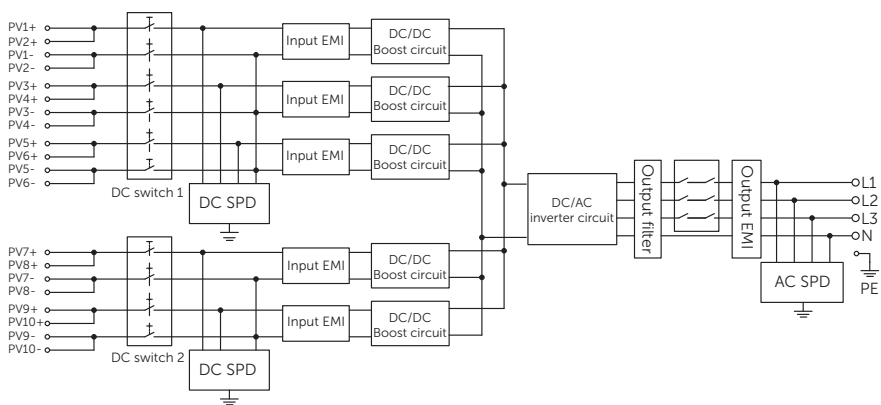 PV1+
PV2+
PV1-
PV2-
PV3+
PV4+
PV3-
PV4-
PV5+
PV6+
PV5-
PV6-
DC switch 1
DC SPD
Input EMI
DC/DC
Boost circuit
Input EMI
DC/DC
Boost circuit
Input EMI
DC/DC
Boost circuit
PV7+
PV8+
PV7-
PV8-
PV9+
PV10+
PV9-
PV10-
DC switch 2
DC SPD
Input EMI
DC/DC
Boost circuit
Input EMI
DC/DC
Boost circuit
DC/AC
inverter circuit
Output filter
Output EMI
L1
L2
L3
N
AC SPD
PE